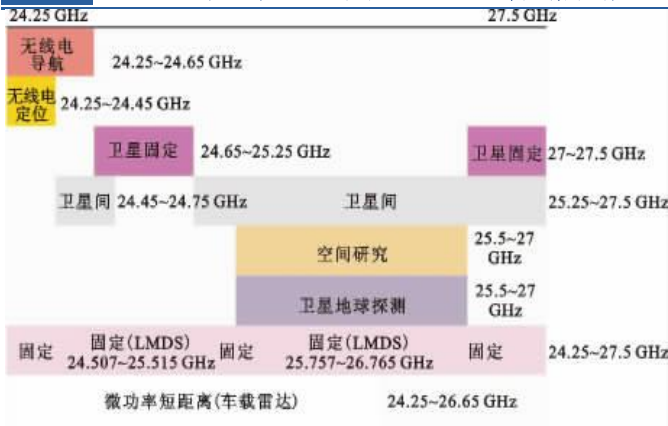 24.25 GHz 27.5 GHz
无线电
导航
24.25~24.65 GHz
无线电
定位
24.25~24.45 GHz
卫星固定 24.65~25.25 GHz 卫星固定 27~27.5 GHz
卫星间 24.45~24.75 GHz 卫星间 25.25~27.5 GHz
空间研究
25.5~27
GHz
卫星地球探测
25.5~27
GHz
固定
固定(LMDS)
24.507~25.515 GHz
固定
固定(LMDS)
25.757~26.765 GHz
固定
24.25~27.5 GHz
微功率短距离(车载雷达) 24.25~26.65 GHz